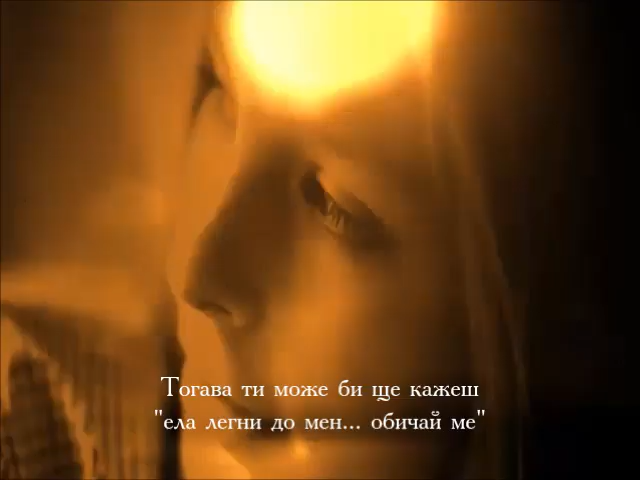 Тогава ти може би ще кажеш
"ела легни до мен... обичай ме"